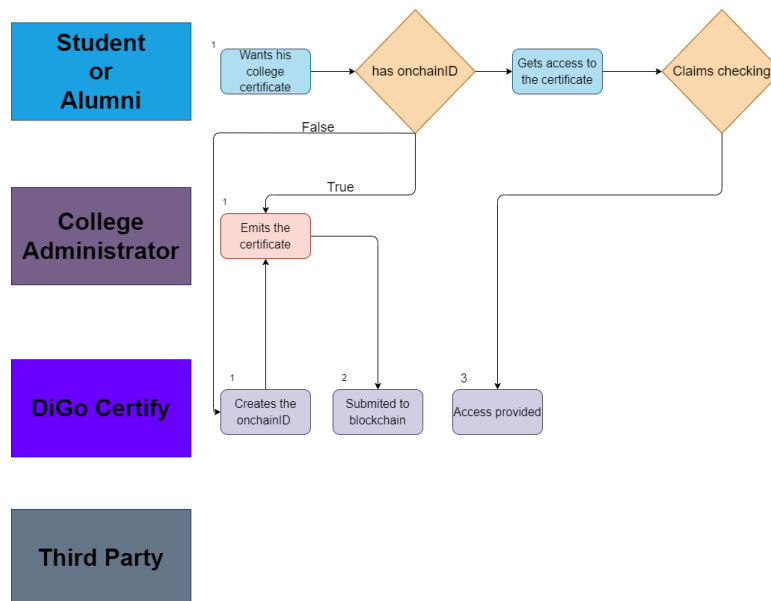 Student
or
Alumni
1
Wants his
college
certificate
has onchainID
Gets access to
the certificate
Claims checking
False
True
College
Administrator
1
Emits the
certificate
DiGo Certify
1
Creates the
onchainID
2
Submited to
blockchain
3
Access provided
Third Party